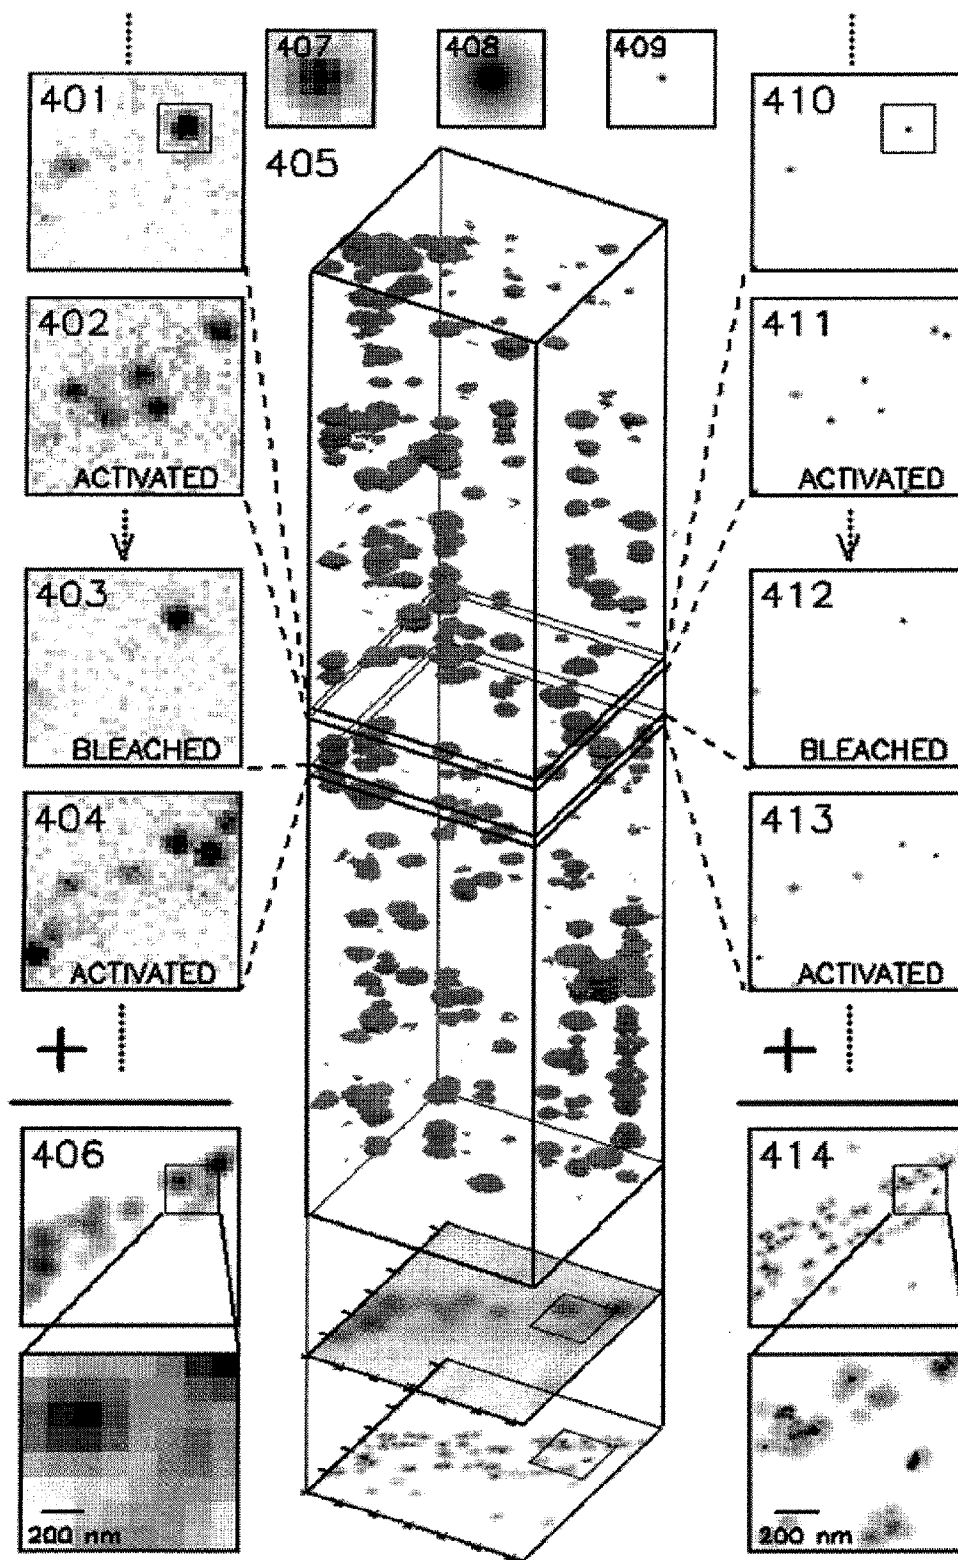 407
408
409
401
410
405
402
ACTIVATED
411
ACTIVATED
403
BLEACHED
412
BLEACHED
404
ACTIVATED
413
ACTIVATED
+
+
406
414
200 nm
200 nm